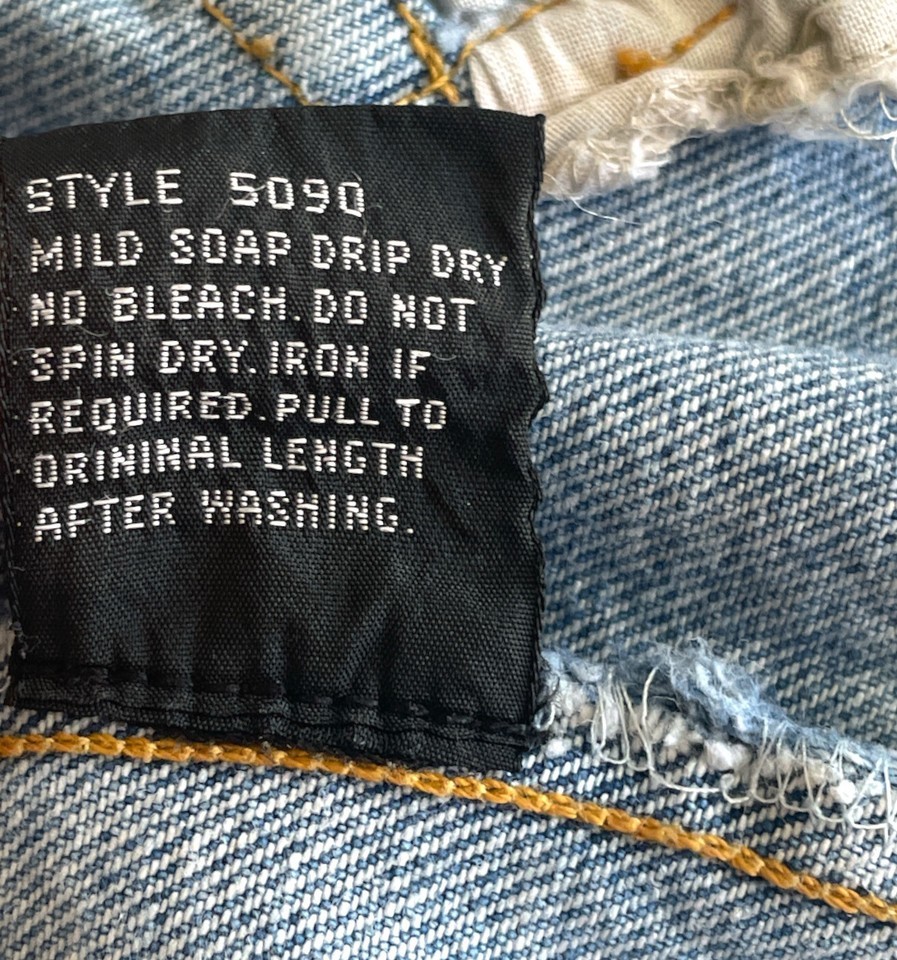 STYLE 5090
MILD SOAP DRIP DRY
NO BLEACH. DO NOT
SPIN DRY. IRON IF
REQUIRED. PULL TO
ORININAL LENGTH
AFTER WASHING.